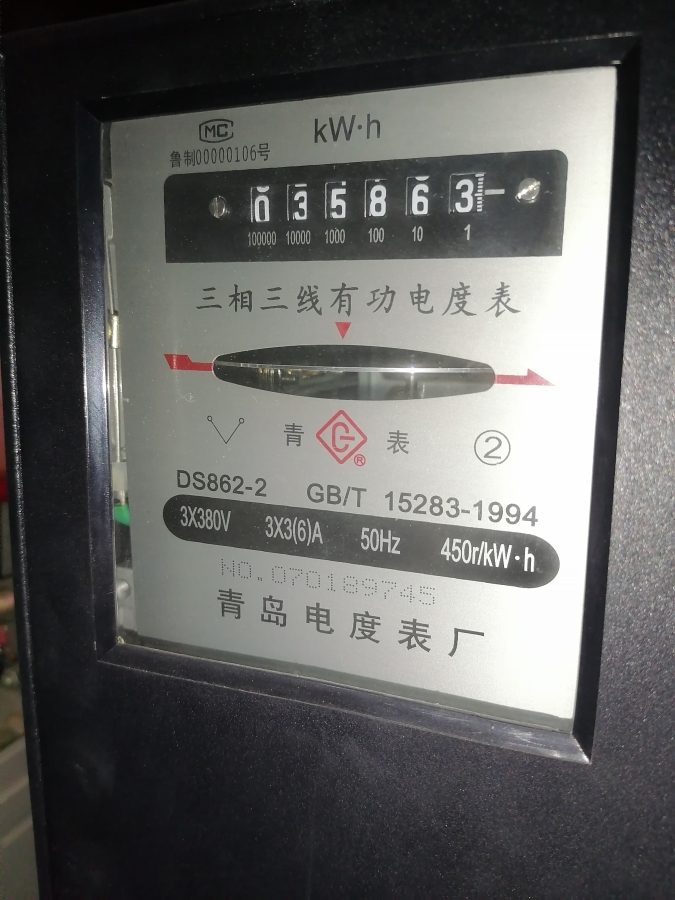 MC
kW·h
鲁制00000106号
0 3 5 8 6 3
100000 10000 1000 100 10 1
三相三线有功电度表
青 G ® 表 ②
DS862-2 GB/T 15283-1994
3X380V 3X3(6)A 50Hz 450r/kW·h
NO.070189745
青岛电度表厂